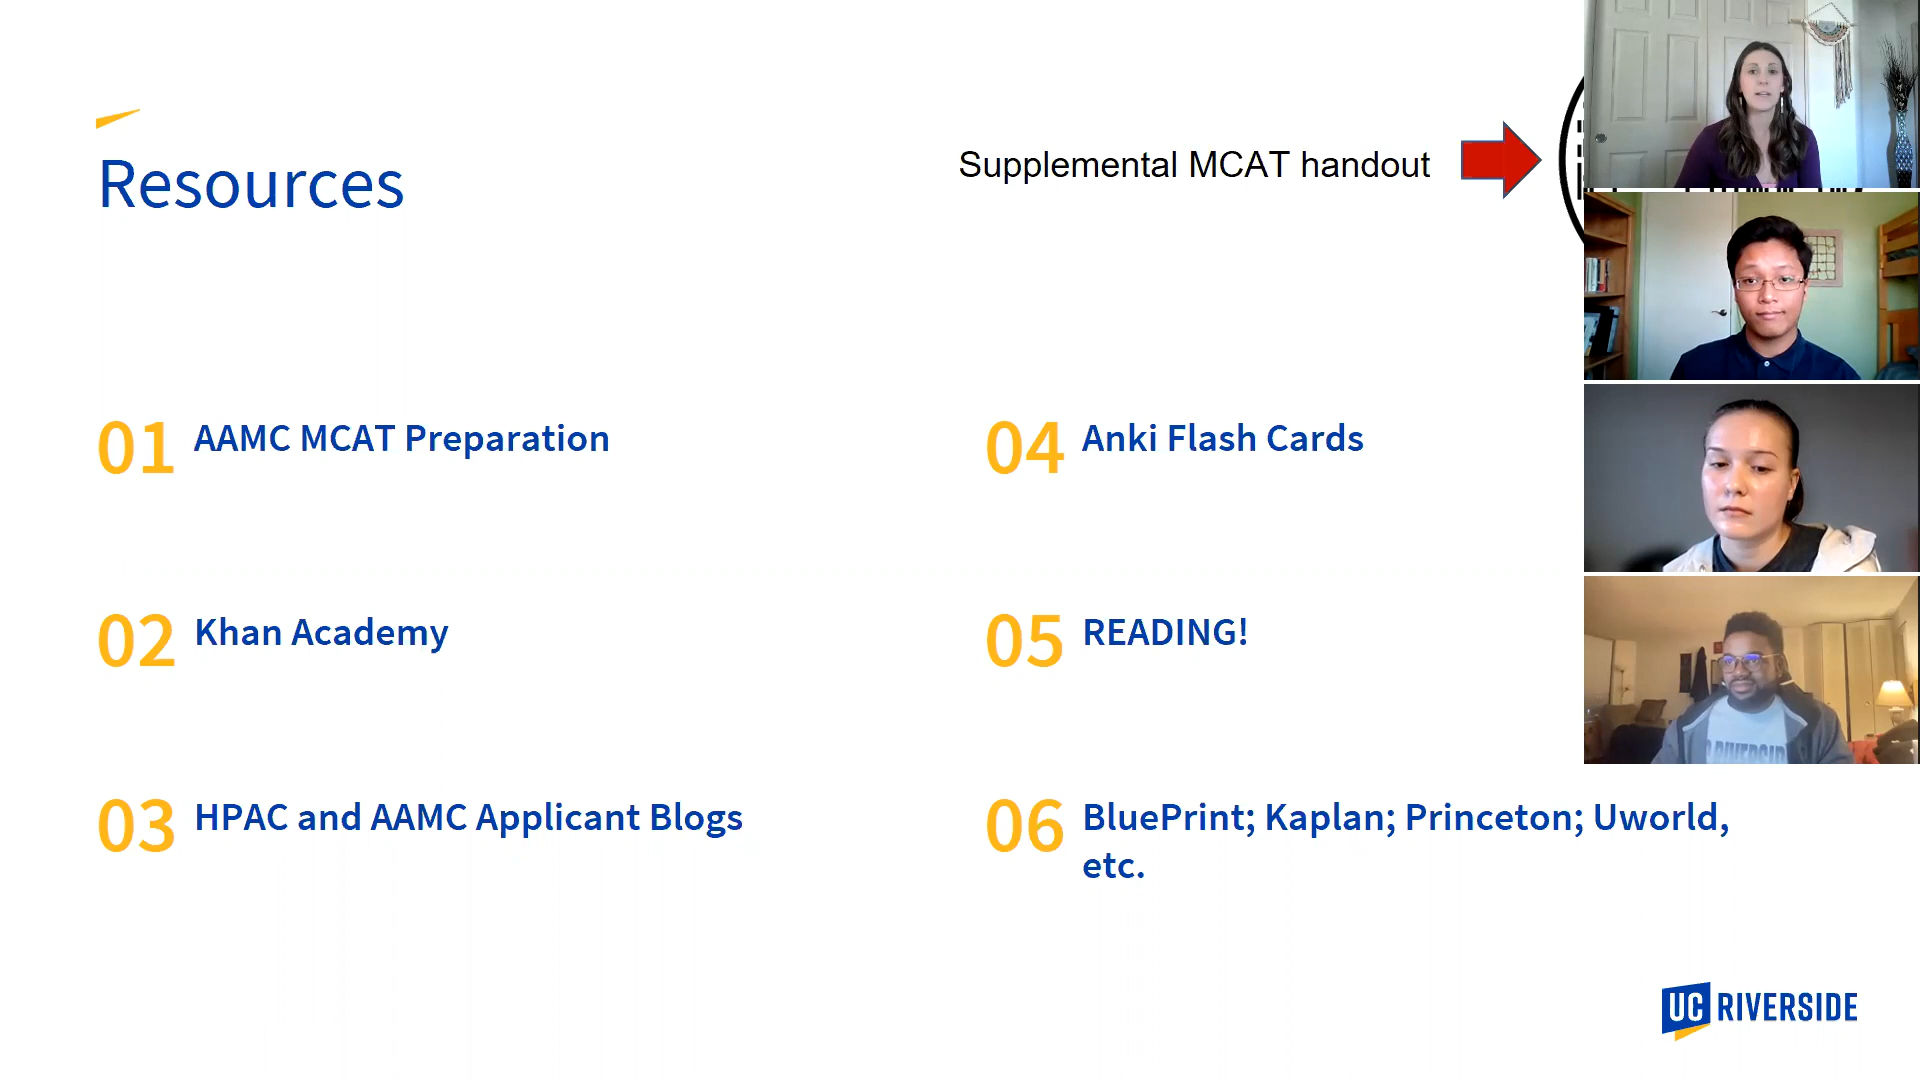 Resources
Supplemental MCAT handout
01 AAMC MCAT Preparation
02 Khan Academy
03 HPAC and AAMC Applicant Blogs
04 Anki Flash Cards
05 READING!
06 BluePrint; Kaplan; Princeton; Uworld,
etc.
RIVERSID
UC RIVERSIDE